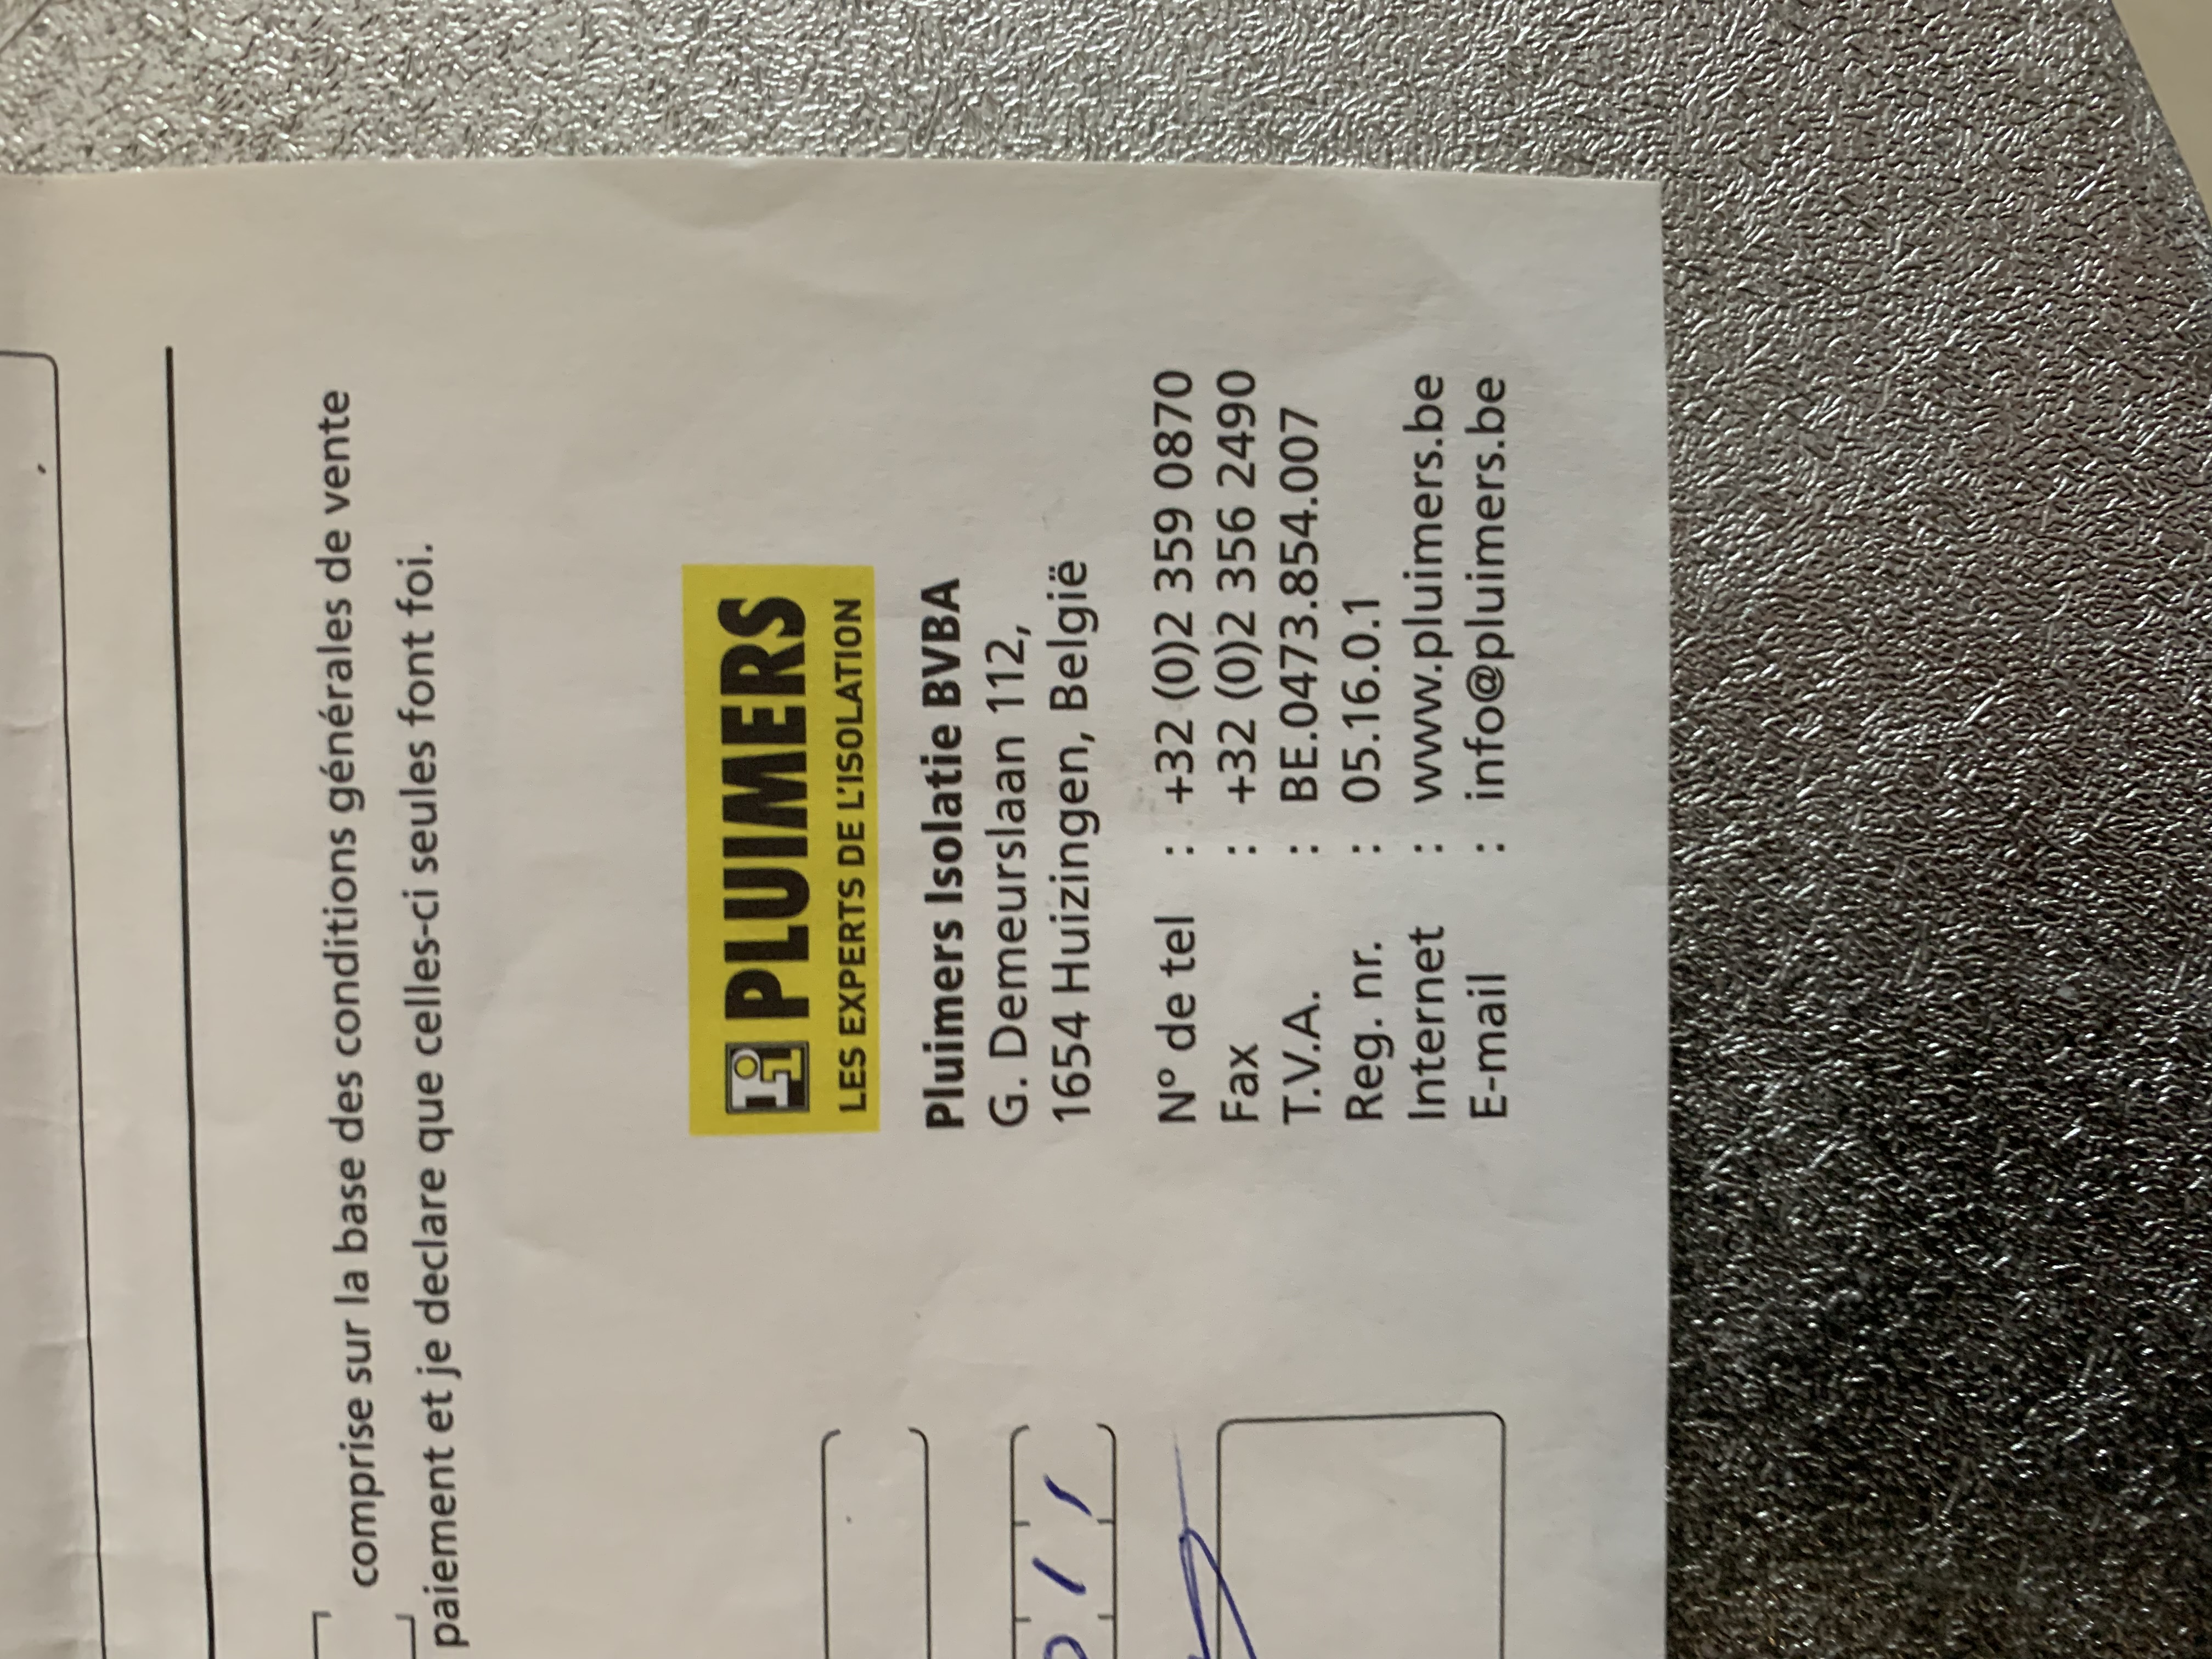 comprise sur la base des conditions générales de vente
paiement et je declare que celles-ci seules font foi.
PLUIMERS
LES EXPERTS DE L'ISOLATION
Pluimers Isolatie BVBA
G. Demeurslaan 112,
1654 Huizingen, België
N° de tel : +32 (0)2 359 0870
Fax : +32 (0)2 356 2490
T.V.A. : BE.0473.854.007
Reg. nr. : 05.16.0.1
Internet : www.pluimers.be
E-mail : info@pluimers.be